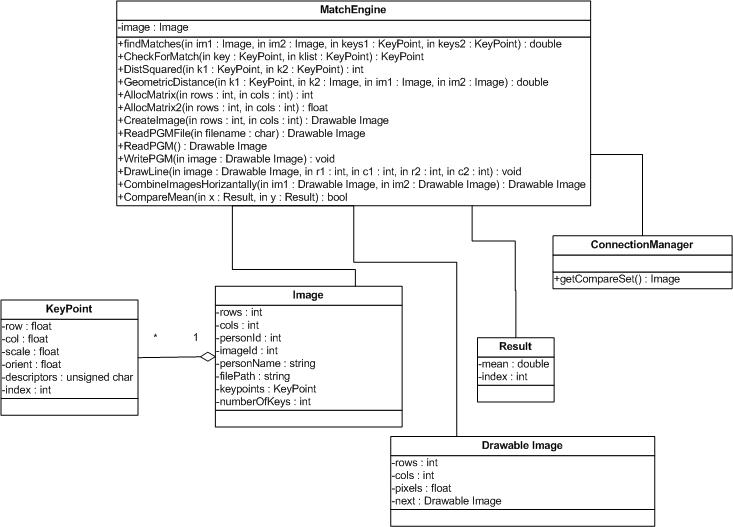 MatchEngine
-image : Image
+findMatches(in im1 : Image, in im2 : Image, in keys1 : KeyPoint, in keys2 : KeyPoint) : double
+CheckForMatch(in key : KeyPoint, in klist : KeyPoint) : KeyPoint
+DistSquared(in k1 : KeyPoint, in k2 : KeyPoint) : int
+GeometricDistance(in k1 : KeyPoint, in k2 : Image, in im1 : Image, in im2 : Image) : double
+AllocMatrix(in rows : int, in cols : int) : int
+AllocMatrix2(in rows : int, in cols : int) : float
+CreateImage(in rows : int, in cols : int) : Drawable Image
+ReadPGMFile(in filename : char) : Drawable Image
+ReadPGM() : Drawable Image
+WritePGM(in image : Drawable Image) : void
+DrawLine(in image : Drawable Image, in r1 : int, in c1 : int, in r2 : int, in c2 : int) : void
+CombineImagesHorizantally(in im1 : Drawable Image, in im2 : Drawable Image) : Drawable Image
+CompareMean(in x : Result, in y : Result) : bool
ConnectionManager
+getCompareSet() : Image
KeyPoint
-row : float
-col : float
-scale : float
-orient : float
-descriptors : unsigned char
-index : int
* 1
Image
-rows : int
-cols : int
-personId : int
-imageId : int
-personName : string
-filePath : string
-keypoints : KeyPoint
-numberOfKeys : int
Result
-mean : double
-index : int
Drawable Image
-rows : int
-cols : int
-pixels : float
-next : Drawable Image